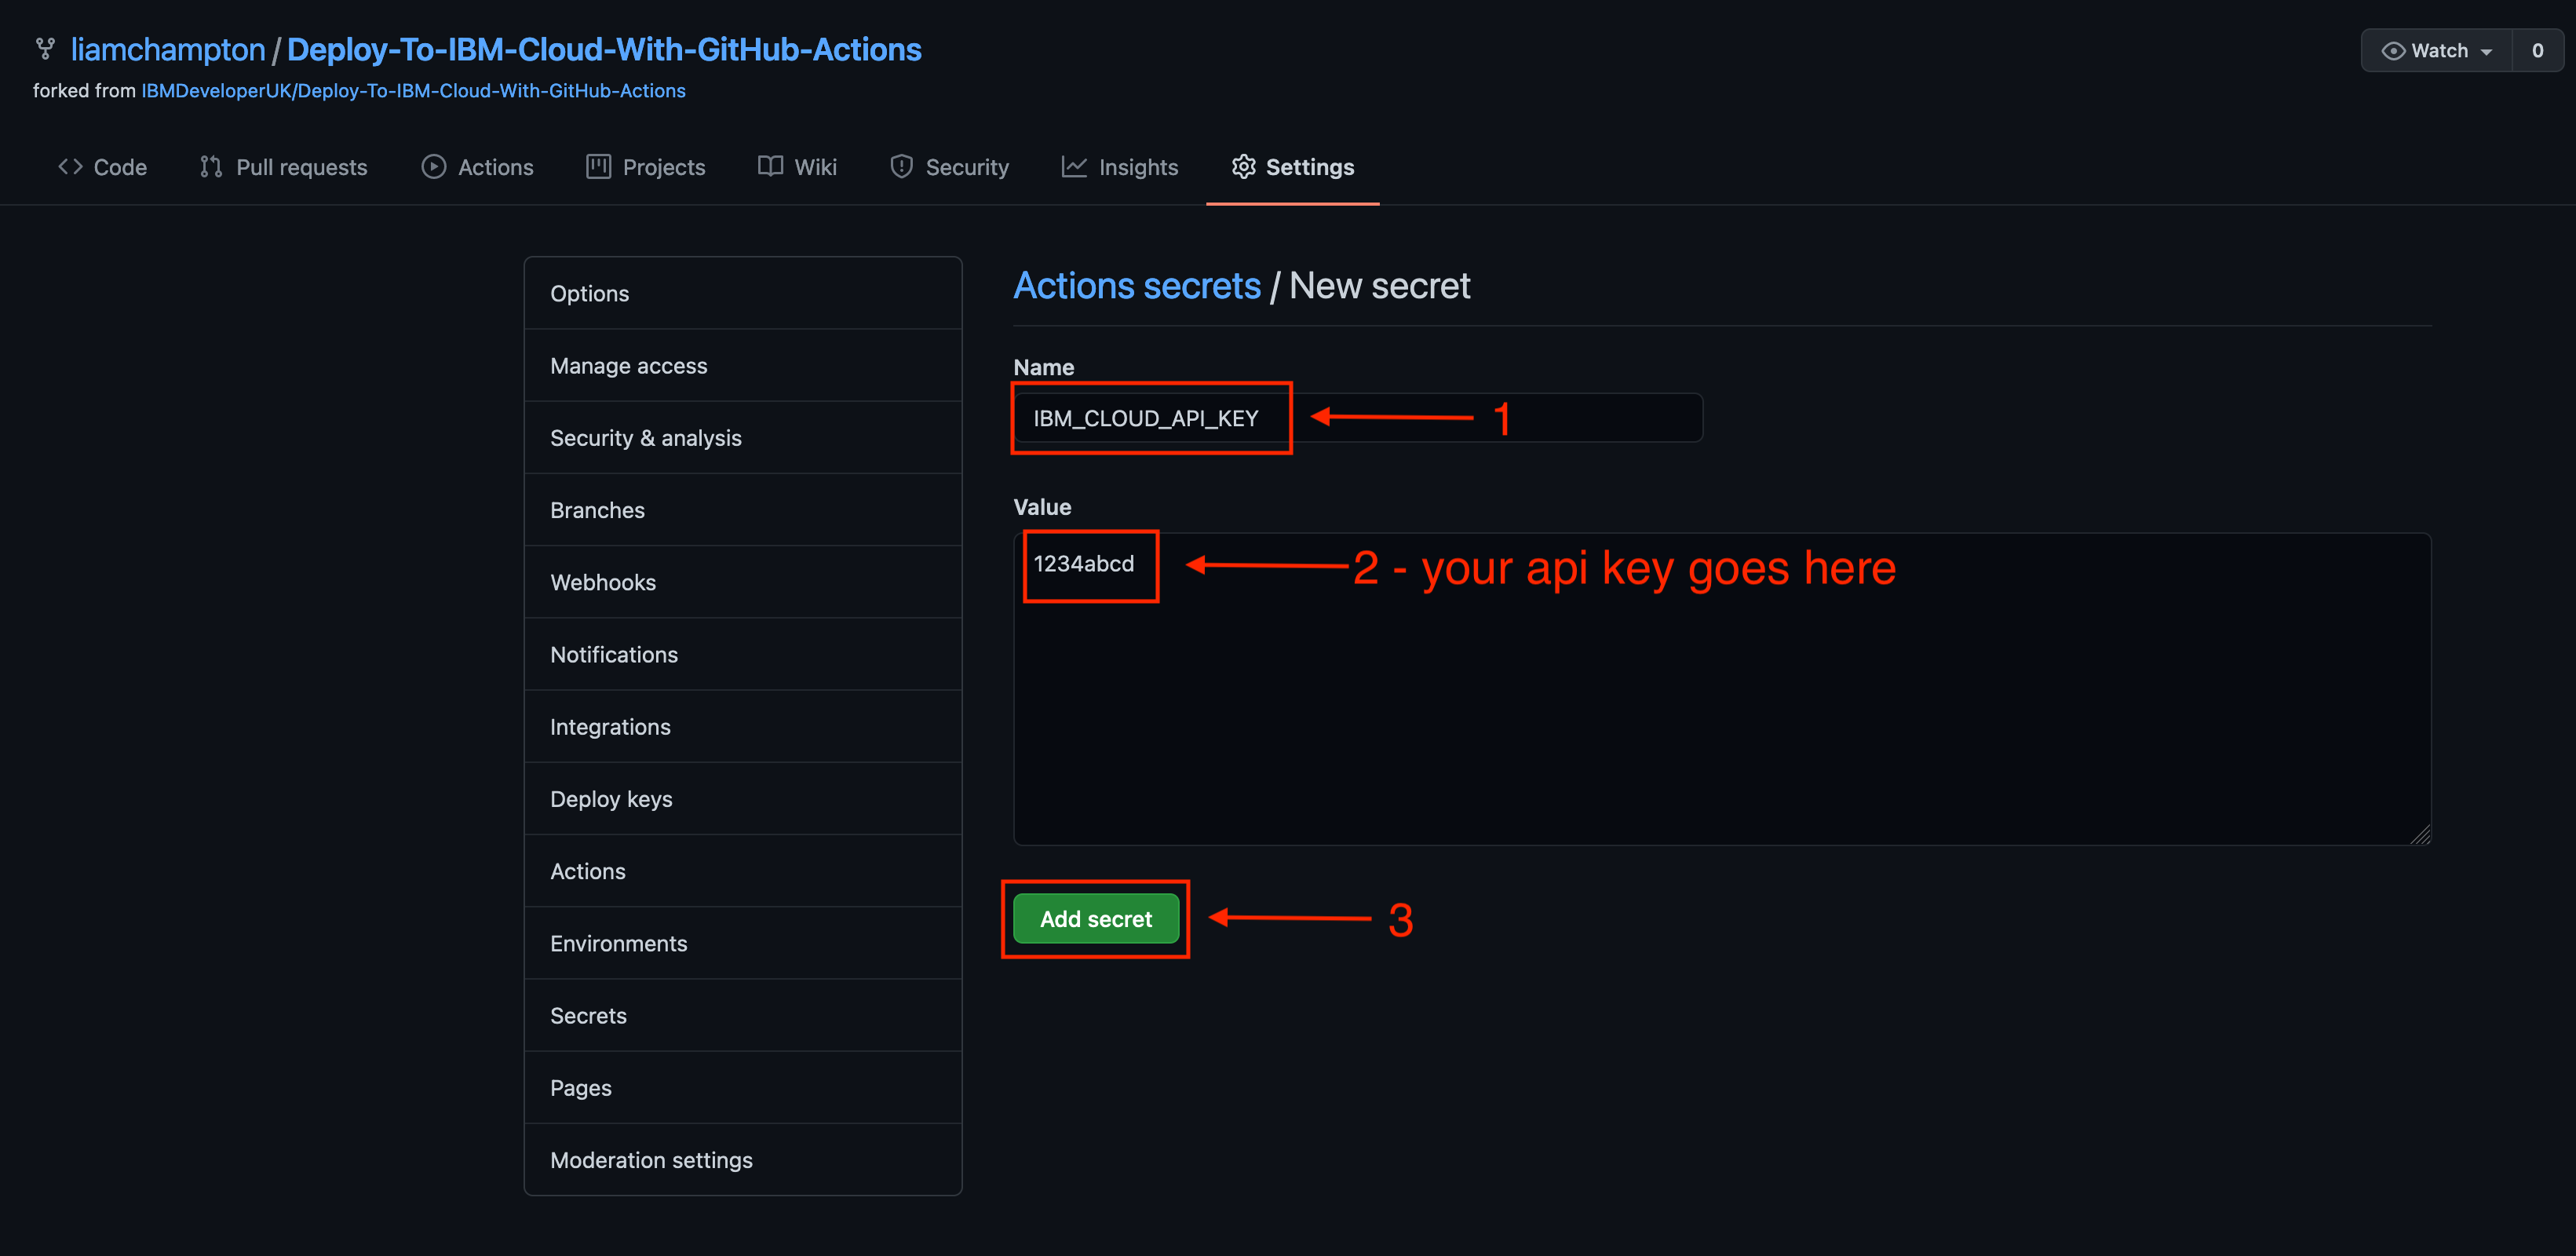 liamchampton / Deploy-To-IBM-Cloud-With-GitHub-Actions
Watch 0
forked from IBMDeveloperUK/Deploy-To-IBM-Cloud-With-GitHub-Actions
Code Pull requests Actions Projects Wiki Security Insights Settings
Options
Manage access
Security & analysis
Branches
Webhooks
Notifications
Integrations
Deploy keys
Actions
Environments
Secrets
Pages
Moderation settings
Actions secrets / New secret
Name
IBM_CLOUD_API_KEY 1
Value
1234abcd 2 - your api key goes here
Add secret 3